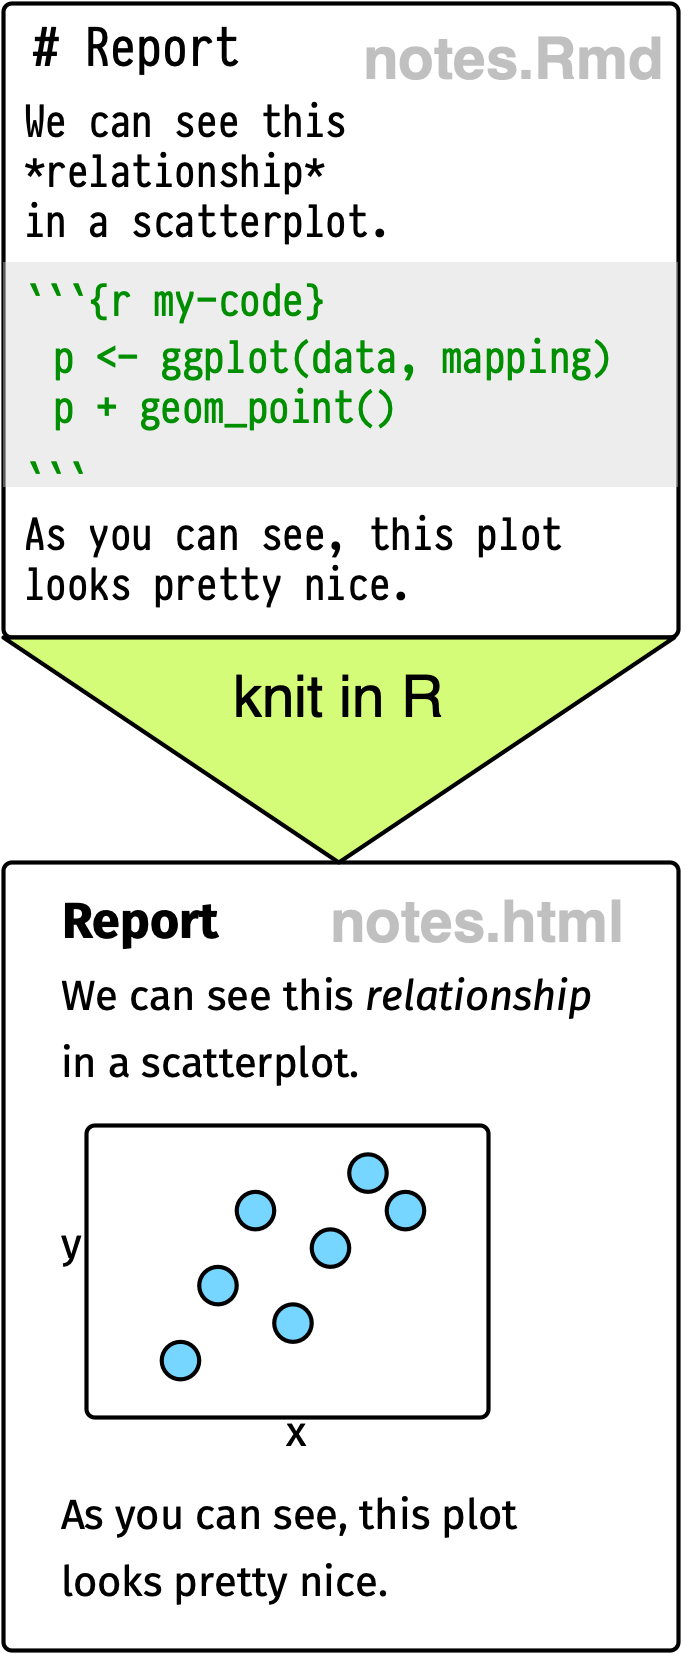 # Report notes.Rmd
We can see this
*relationship*
in a scatterplot.
```{r my-code}
p <- ggplot(data, mapping)
p + geom_point()
```
As you can see, this plot
looks pretty nice.
knit in R
Report notes.html
We can see this relationship
in a scatterplot.
y
x
As you can see, this plot
looks pretty nice.